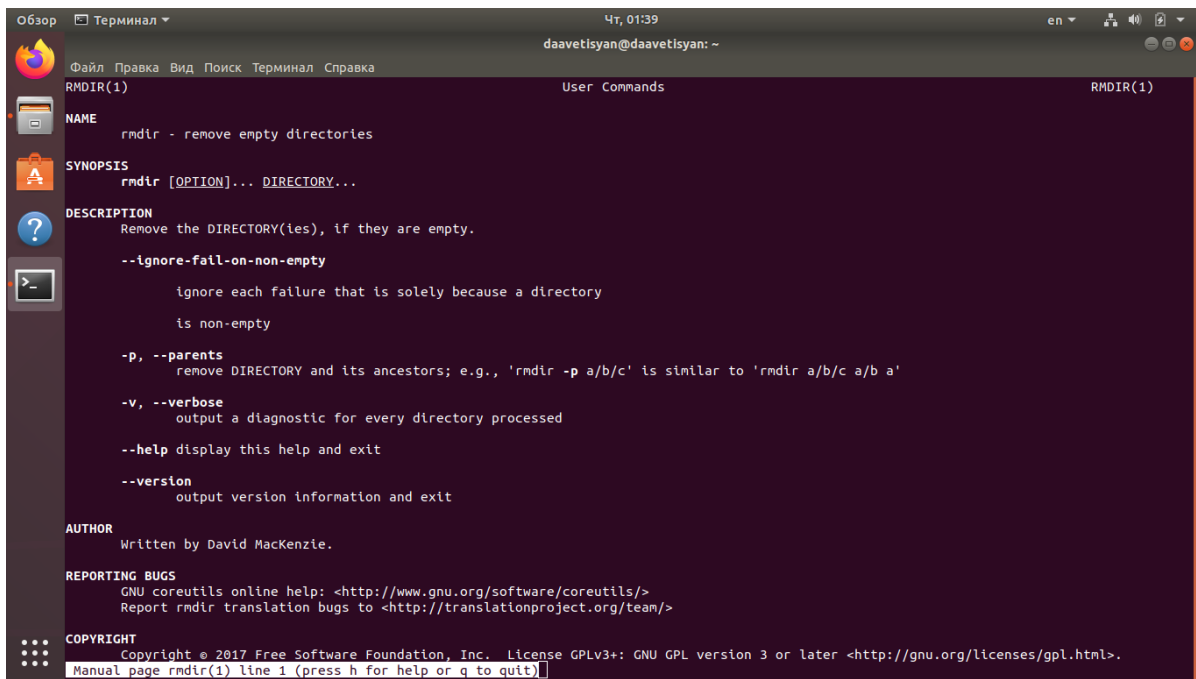 Обзор Терминал Чт, 01:39 en
daavetisyan@daavetisyan: ~
Файл Правка Вид Поиск Терминал Справка
RMDIR(1) User Commands RMDIR(1)
NAME
rmdir - remove empty directories
SYNOPSIS
rmdir [OPTION]... DIRECTORY...
DESCRIPTION
Remove the DIRECTORY(ies), if they are empty.
--ignore-fail-on-non-empty
ignore each failure that is solely because a directory
is non-empty
-p, --parents
remove DIRECTORY and its ancestors; e.g., 'rmdir -p a/b/c' is similar to 'rmdir a/b/c a/b a'
-v, --verbose
output a diagnostic for every directory processed
--help display this help and exit
--version
output version information and exit
AUTHOR
Written by David MacKenzie.
REPORTING BUGS
GNU coreutils online help: <http://www.gnu.org/software/coreutils/>
Report rmdir translation bugs to <http://translationproject.org/team/>
COPYRIGHT
Copyright © 2017 Free Software Foundation, Inc. License GPLv3+: GNU GPL version 3 or later <http://gnu.org/licenses/gpl.html>.
Manual page rmdir(1) line 1 (press h for help or q to quit)